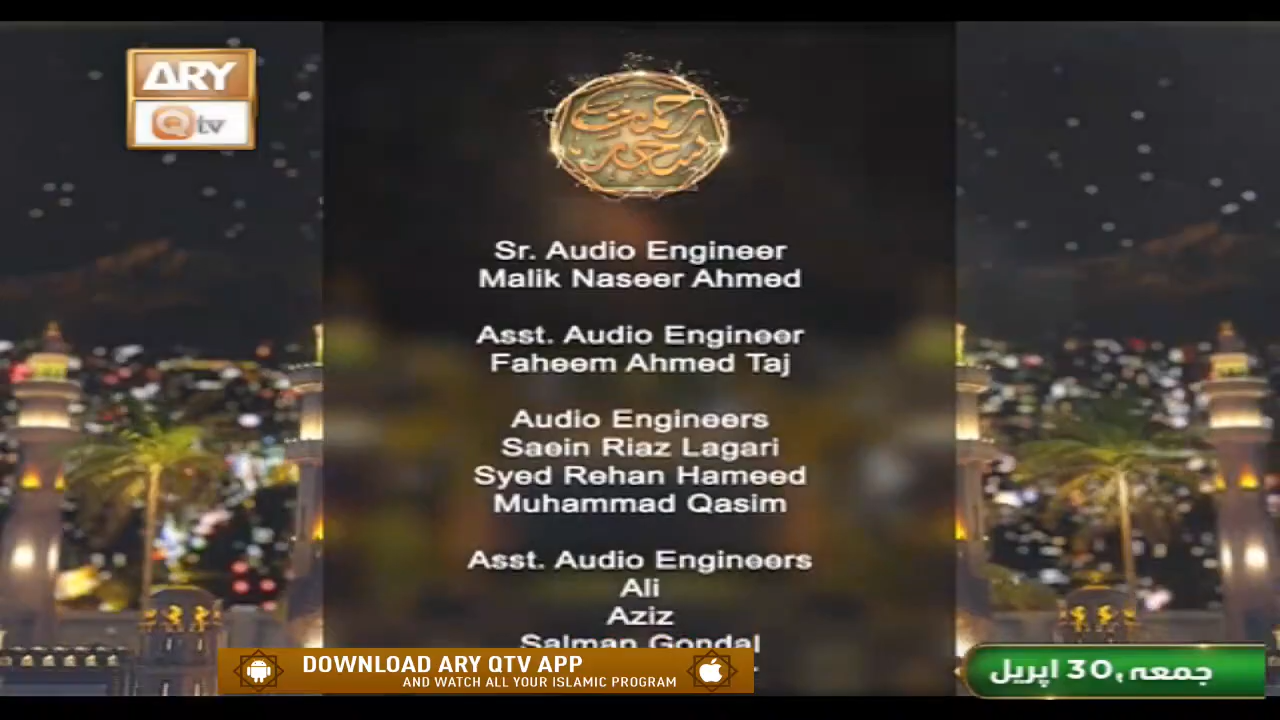 ARY
Qtv
رحمت
سحر
Sr. Audio Engineer
Malik Naseer Ahmed
Asst. Audio Engineer
Faheem Ahmed Taj
Audio Engineers
Saein Riaz Lagari
Syed Rehan Hameed
Muhammad Qasim
Asst. Audio Engineers
Ali
Aziz
Salman Gondal
DOWNLOAD ARY QTV APP
AND WATCH ALL YOUR ISLAMIC PROGRAM
جمعہ, 30 اپریل